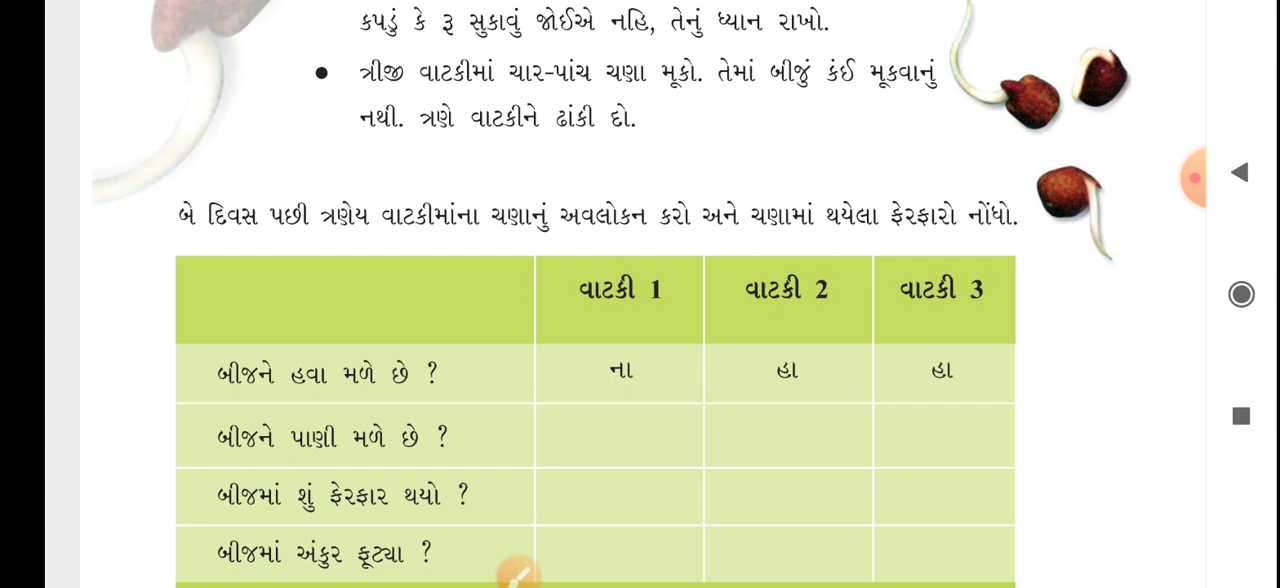 કપડું કે રૂ સુકાવું જોઈએ નહિ, તેનું ધ્યાન રાખો.
● ત્રીજી વાટકીમાં ચાર-પાંચ ચણા મૂકો. તેમાં બીજું કંઈ મૂકવાનું
નથી. ત્રણે વાટકીને ઢાંકી દો.
બે દિવસ પછી ત્રણેય વાટકીમાંના ચણાનું અવલોકન કરો અને ચણામાં થયેલા ફેરફારો નોંધો.
વાટકી 1 વાટકી 2 વાટકી 3
બીજને હવા મળે છે ? ના હા હા
બીજને પાણી મળે છે ?
બીજમાં શું ફેરફાર થયો ?
બીજમાં અંકુર ફૂટ્યા ?